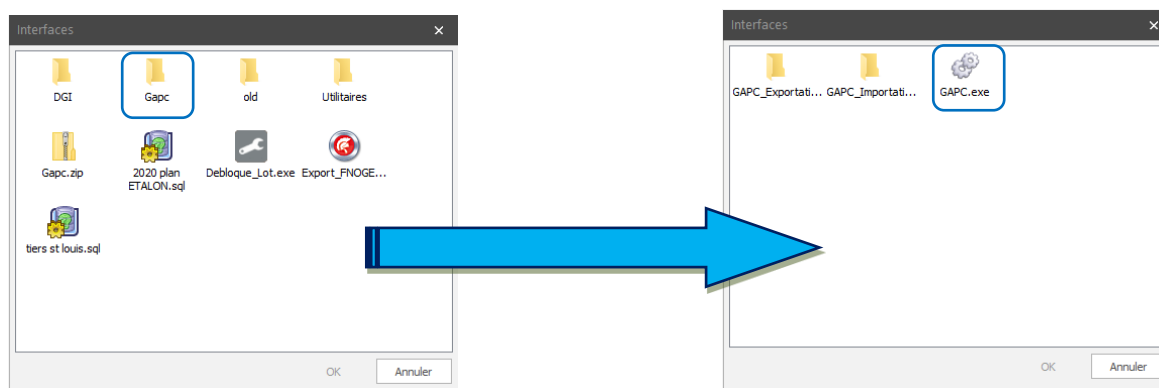 Interfaces
DGI
Gapc
old
Utilitaires
Gapc.zip
2020 plan
ETALON.sql
Debloque_Lot.exe
Export_FNOGE...
tiers st louis.sql
OK
Annuler
Interfaces
GAPC_Exportati...
GAPC_Importati...
GAPC.exe
OK
Annuler